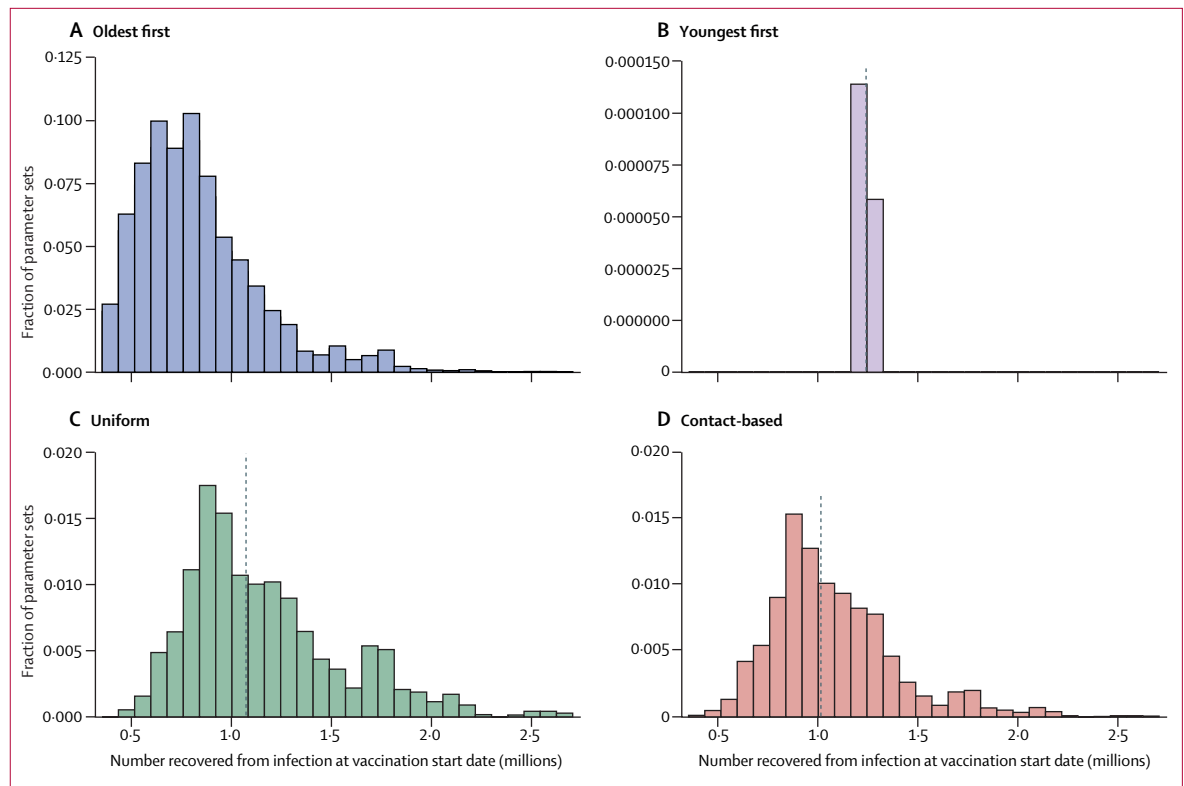 A Oldest first
0·125
0·100
0·075
0·050
0·025
0·000
Fraction of parameter sets
B Youngest first
0·000150
0·000100
0·000075
0·000050
0·000025
0·000000
0
C Uniform
0·020
0·015
0·010
0·005
0·000
Fraction of parameter sets
0·5 1·0 1·5 2·0 2·5
Number recovered from infection at vaccination start date (millions)
D Contact-based
0·020
0·015
0·010
0·005
0
0·5 1·0 1·5 2·0 2·5
Number recovered from infection at vaccination start date (millions)